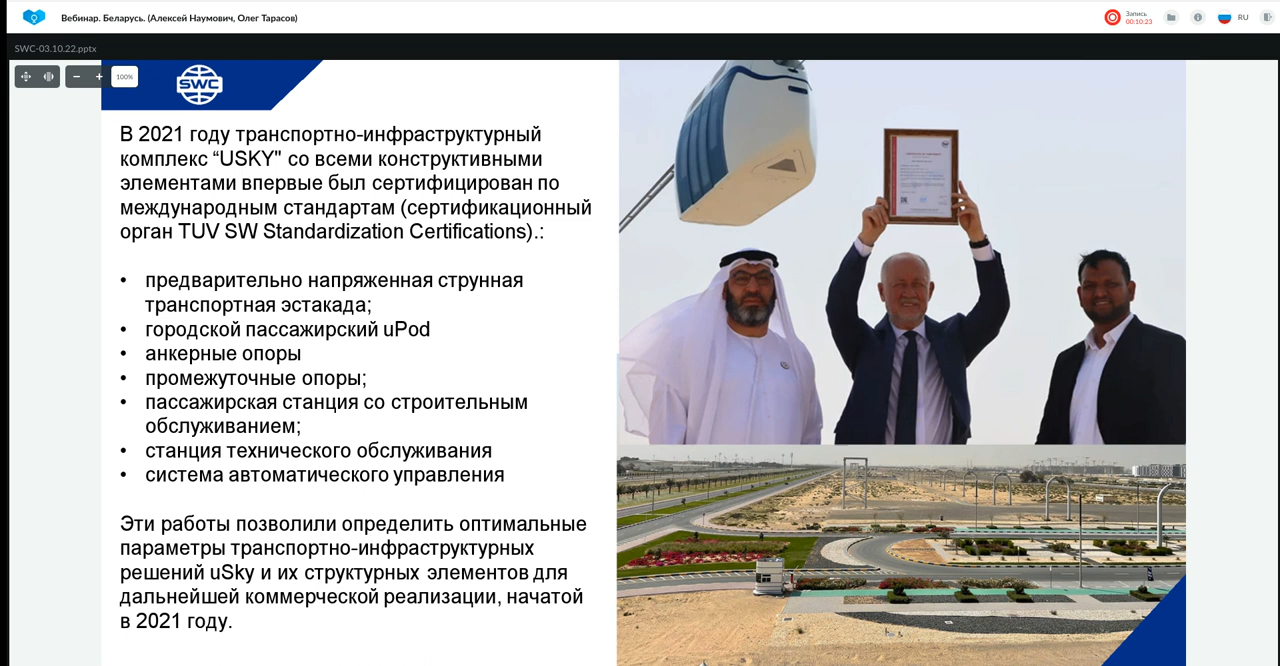 Вебинар. Беларусь. (Алексей Наумович, Олег Тарасов)
Запись
00:10:23
RU
SWC-03.10.22.pptx
100%
SWC
В 2021 году транспортно-инфраструктурный
комплекс “USKY" со всеми конструктивными
элементами впервые был сертифицирован по
международным стандартам (сертификационный
орган TUV SW Standardization Certifications).:
• предварительно напряженная струнная
транспортная эстакада;
• городской пассажирский uPod
• анкерные опоры
• промежуточные опоры;
• пассажирская станция со строительным
обслуживанием;
• станция технического обслуживания
• система автоматического управления
Эти работы позволили определить оптимальные
параметры транспортно-инфраструктурных
решений uSky и их структурных элементов для
дальнейшей коммерческой реализации, начатой
в 2021 году.